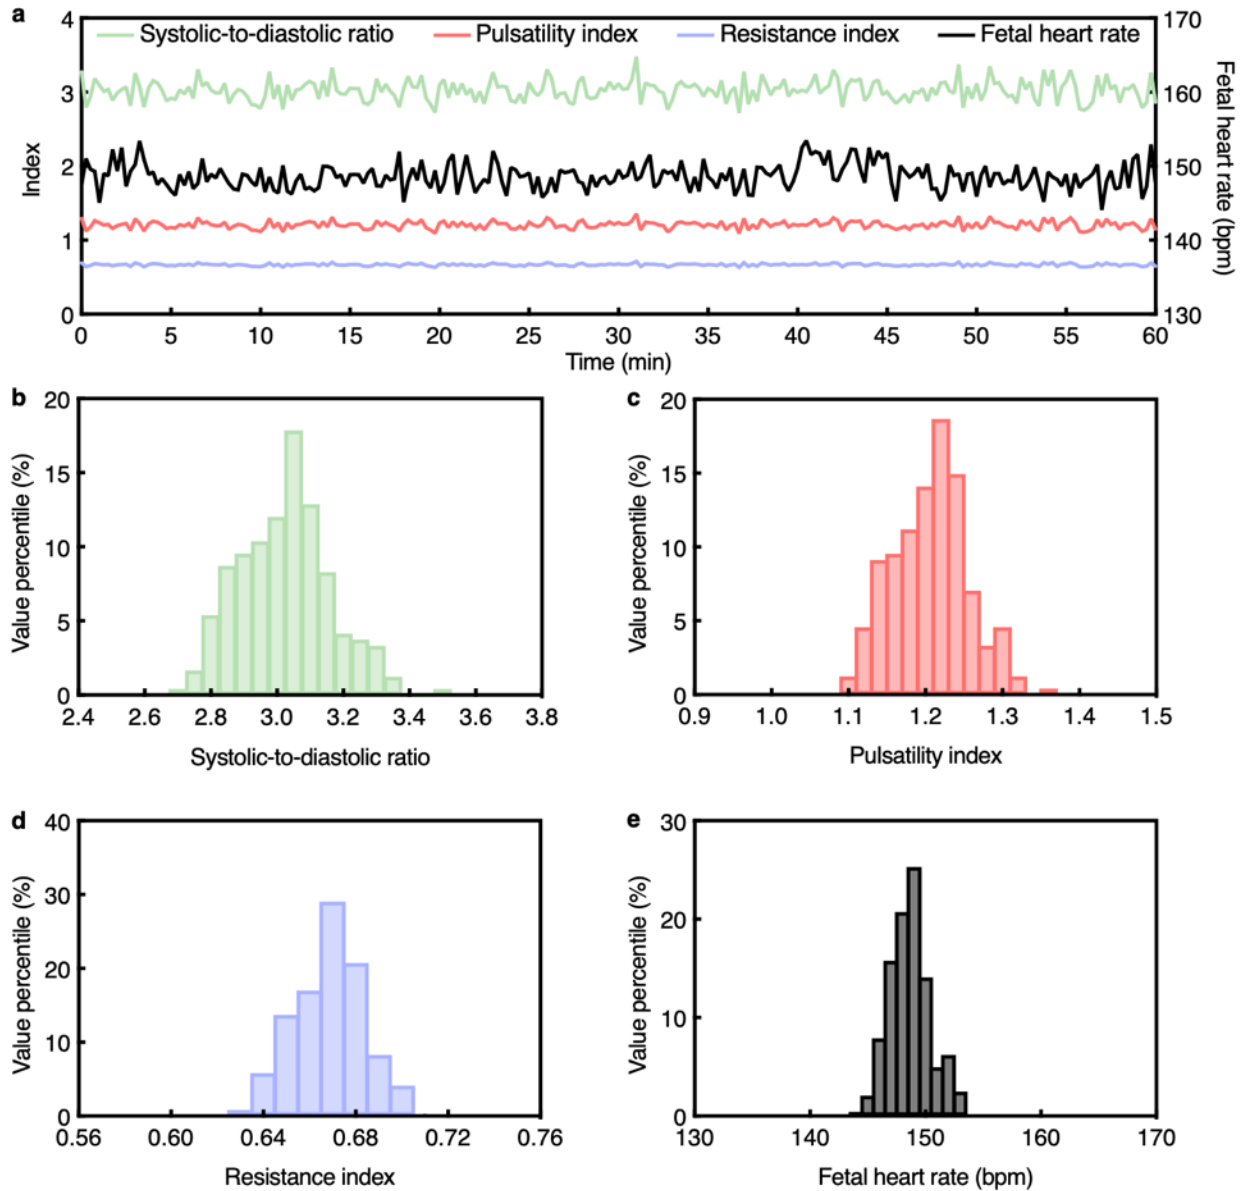 a
Systolic-to-diastolic ratio Pulsatility index Resistance index Fetal heart rate
4 3 2 1 0
Index
170 160 150 140 130
Fetal heart rate (bpm)
0 5 10 15 20 25 30 35 40 45 50 55 60
Time (min)
b
20 15 10 5 0
Value percentile (%)
2.4 2.6 2.8 3.0 3.2 3.4 3.6 3.8
Systolic-to-diastolic ratio
c
20 15 10 5 0
Value percentile (%)
0.9 1.0 1.1 1.2 1.3 1.4 1.5
Pulsatility index
d
40 30 20 10 0
Value percentile (%)
0.56 0.60 0.64 0.68 0.72 0.76
Resistance index
e
30 20 10 0
Value percentile (%)
130 140 150 160 170
Fetal heart rate (bpm)